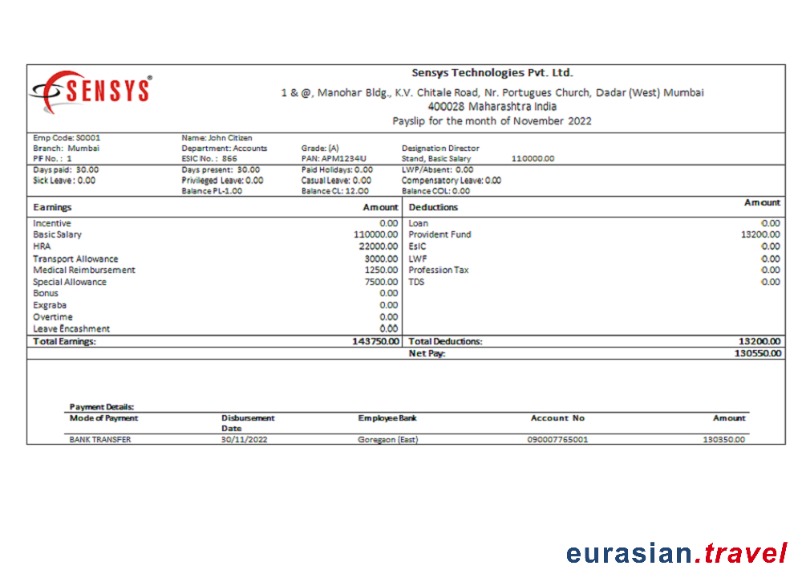 SENSYS®
Sensys Technologies Pvt. Ltd.
1 & @, Manohar Bldg., K.V. Chitale Road, Nr. Portugues Church, Dadar (West) Mumbai
400028 Maharashtra India
Payslip for the month of November 2022
Emp Code: S0001 Name: John Citizen
Branch: Mumbai Department: Accounts Grade: (A) Designation Director
PF No. : 1 ESIC No. : 866 PAN: APM1234U Stand, Basic Salary 110000.00
Days paid: 30.00 Days present: 30.00 Paid Holidays: 0.00 LWP/Absent: 0.00
Sick Leave : 0.00 Privileged Leave: 0.00 Casual Leave: 0.00 Compensatory Leave: 0.00
Balance PL-1.00 Balance CL: 12.00 Balance COL: 0.00
Earnings Amount Deductions Amount
Incentive 0.00 Loan 0.00
Basic Salary 110000.00 Provident Fund 13200.00
HRA 22000.00 EsIC 0.00
Transport Allowance 3000.00 LWF 0.00
Medical Reimbursement 1250.00 Profession Tax 0.00
Special Allowance 7500.00 TDS 0.00
Bonus 0.00
Exgraba 0.00
Overtime 0.00
Leave Encashment 0.00
Total Earnings: 143750.00 Total Deductions: 13200.00
Net Pay: 130550.00
Payment Details:
Mode of Payment Disbursement Date Employee Bank Account No Amount
BANK TRANSFER 30/11/2022 Goregaon (East) 090007765001 130350.00
eurasian.travel